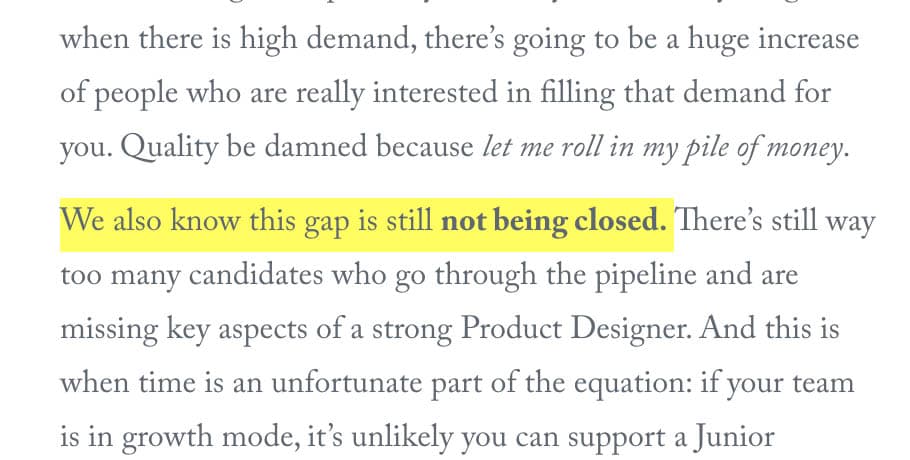 when there is high demand, there’s going to be a huge increase
of people who are really interested in filling that demand for
you. Quality be damned because let me roll in my pile of money.
We also know this gap is still not being closed. There’s still way
too many candidates who go through the pipeline and are
missing key aspects of a strong Product Designer. And this is
when time is an unfortunate part of the equation: if your team
is in growth mode, it’s unlikely you can support a Junior